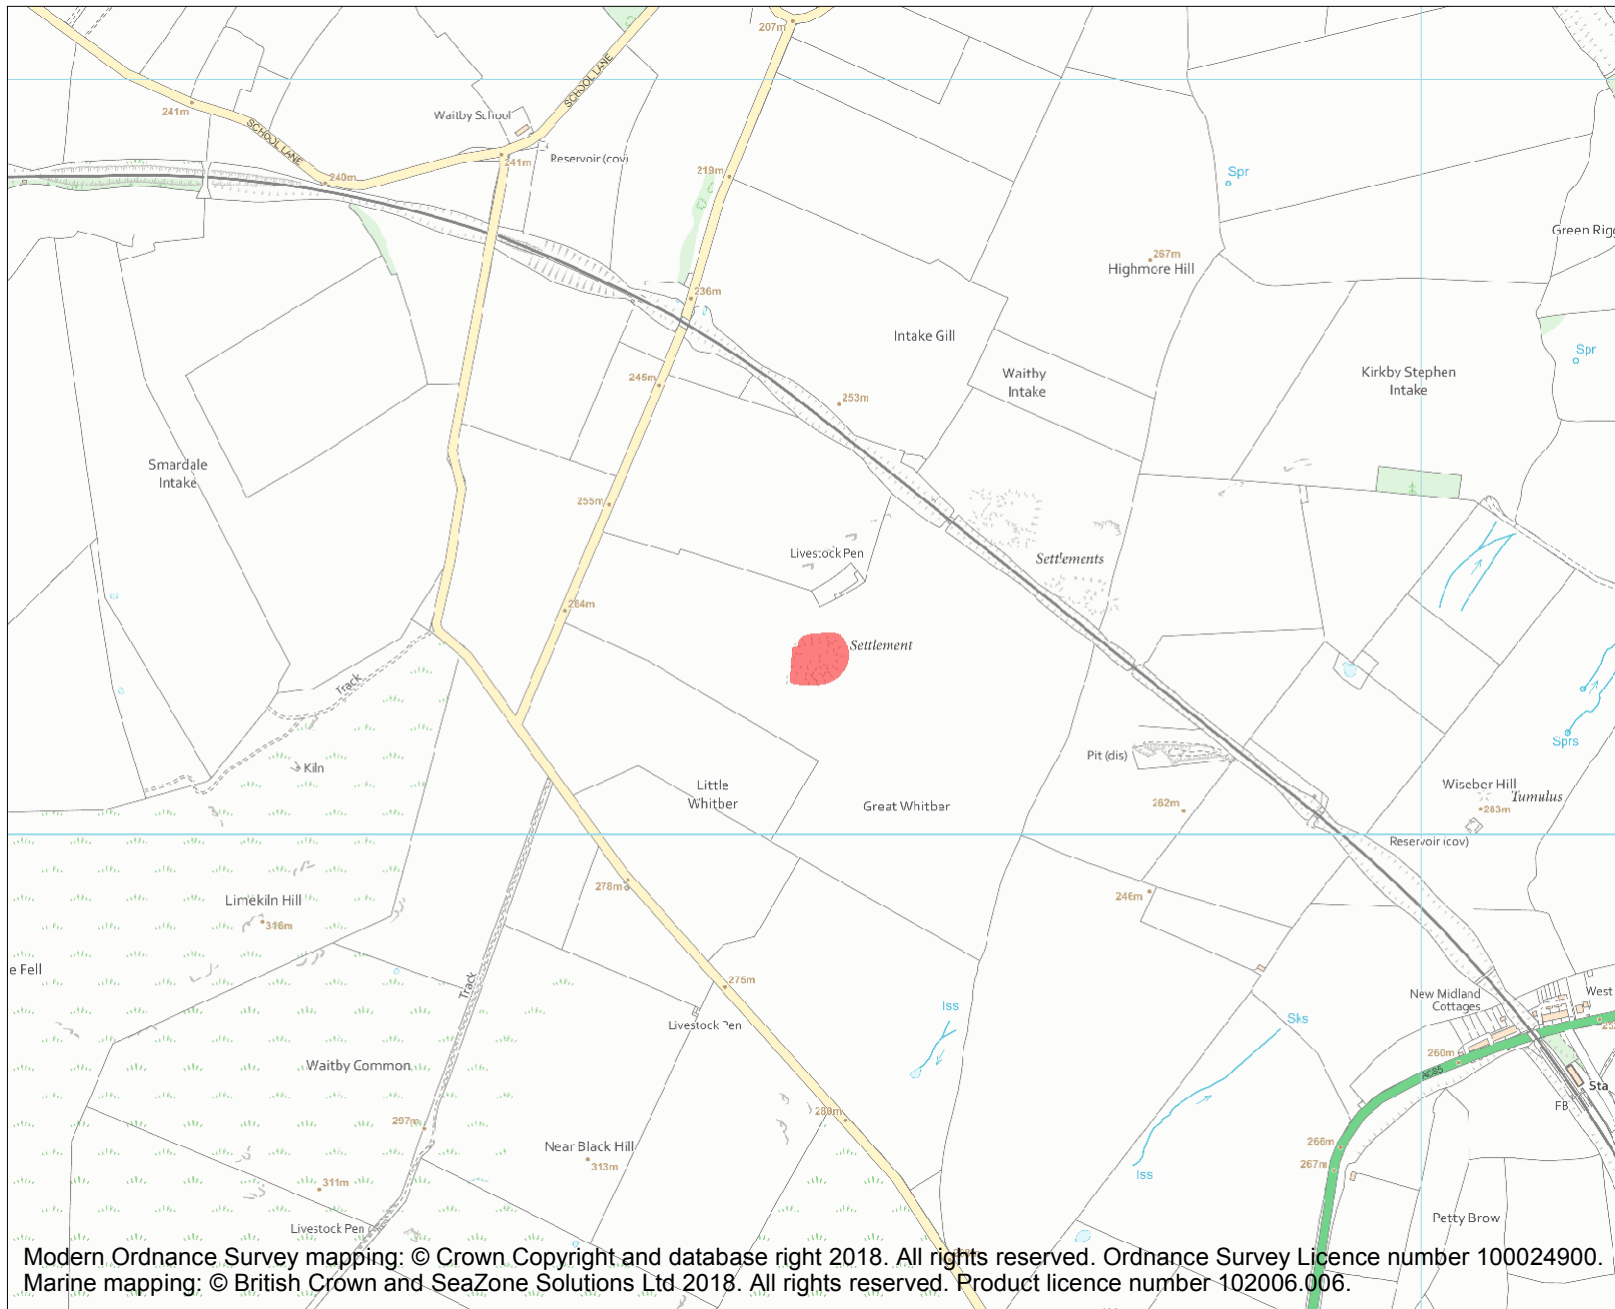 207m
241m
SCHOOL LANE
SCHOOL LANE
Waitby School
241m
Reservoir (cov)
240m
219m
Spr
Green Rigg
267m
Highmore Hill
236m
Intake Gill
Spr
Waitby
Intake
Kirkby Stephen
Intake
245m
253m
Smardale
Intake
255m
Livestock Pen
Settlements
264m
Settlement
Track
Sprs
Pit (dis)
Kiln
Little
Whitber
Great Whitber
262m
Wiseber Hill
Tumulus
283m
Reservoir (cov)
278m
246m
Limekiln Hill
316m
e Fell
Track
275m
Livestock Pen
Iss
Sks
New Midland
Cottages
West
260m
A685
Sta
FB
Waitby Common
297m
280m
Near Black Hill
313m
266m
267m
Iss
311m
Livestock Pen
Petty Brow
Modern Ordnance Survey mapping: © Crown Copyright and database right 2018. All rights reserved. Ordnance Survey Licence number 100024900.
Marine mapping: © British Crown and SeaZone Solutions Ltd 2018. All rights reserved. Product licence number 102006.006.